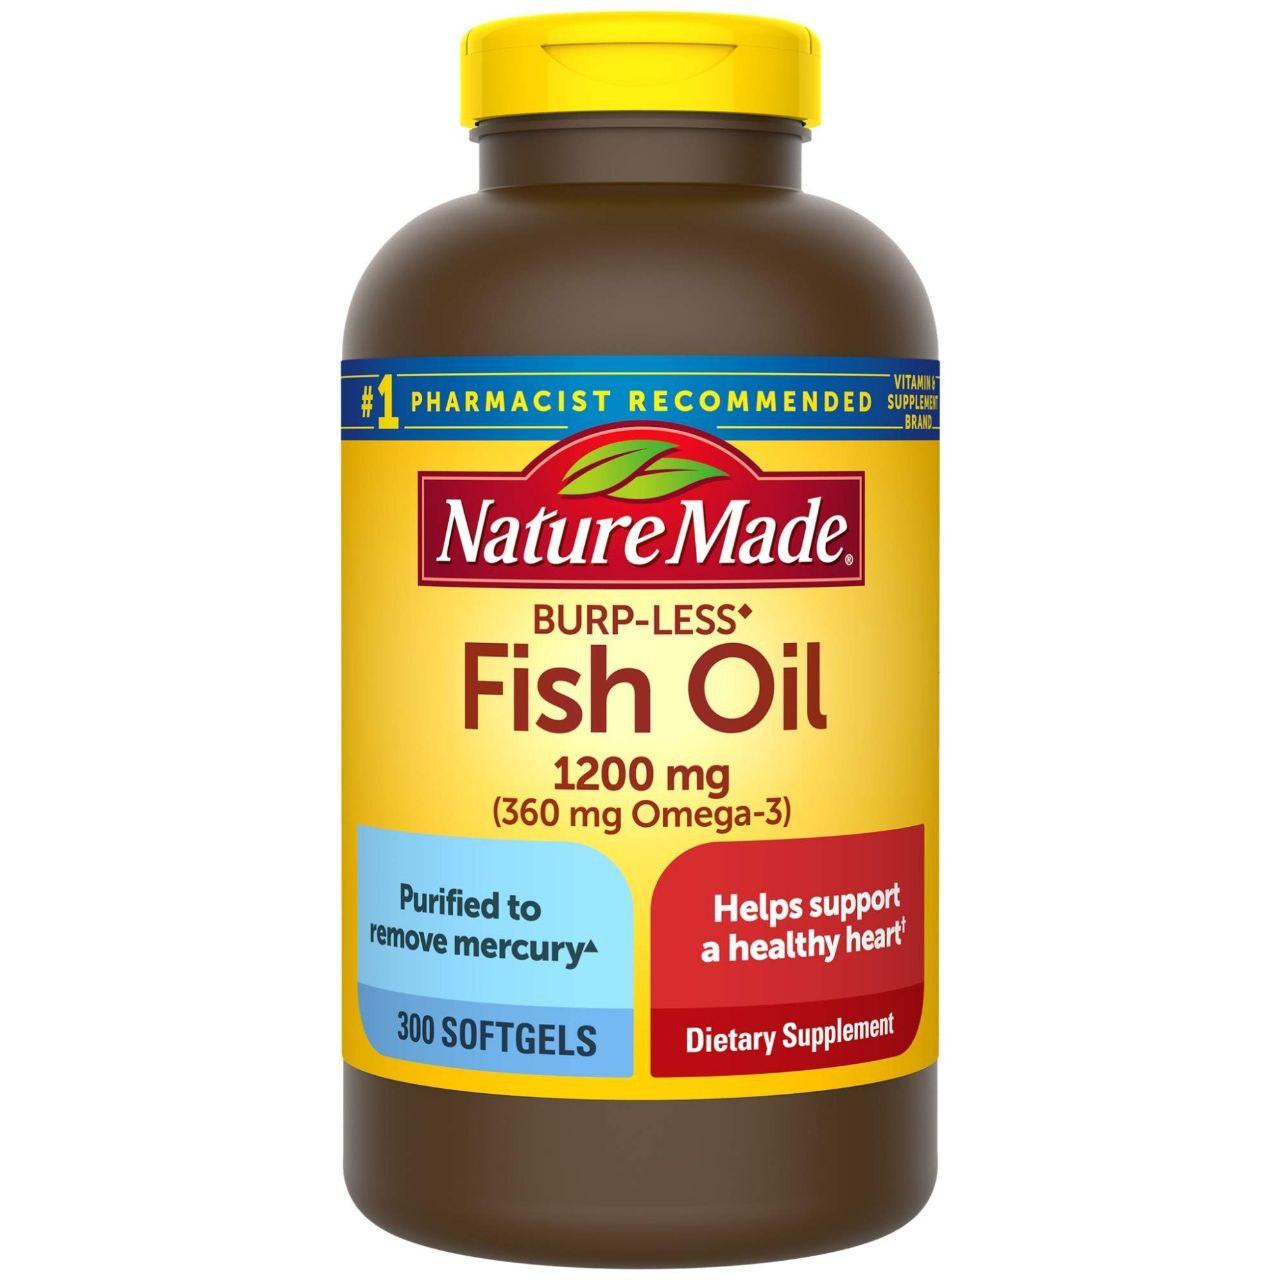 #1 PHARMACIST RECOMMENDED VITAMIN & SUPPLEMENT BRAND
Nature Made®
BURP-LESS♦
Fish Oil
1200 mg
(360 mg Omega-3)
Purified to
remove mercury▲
300 SOFTGELS
Helps support
a healthy heart†
Dietary Supplement